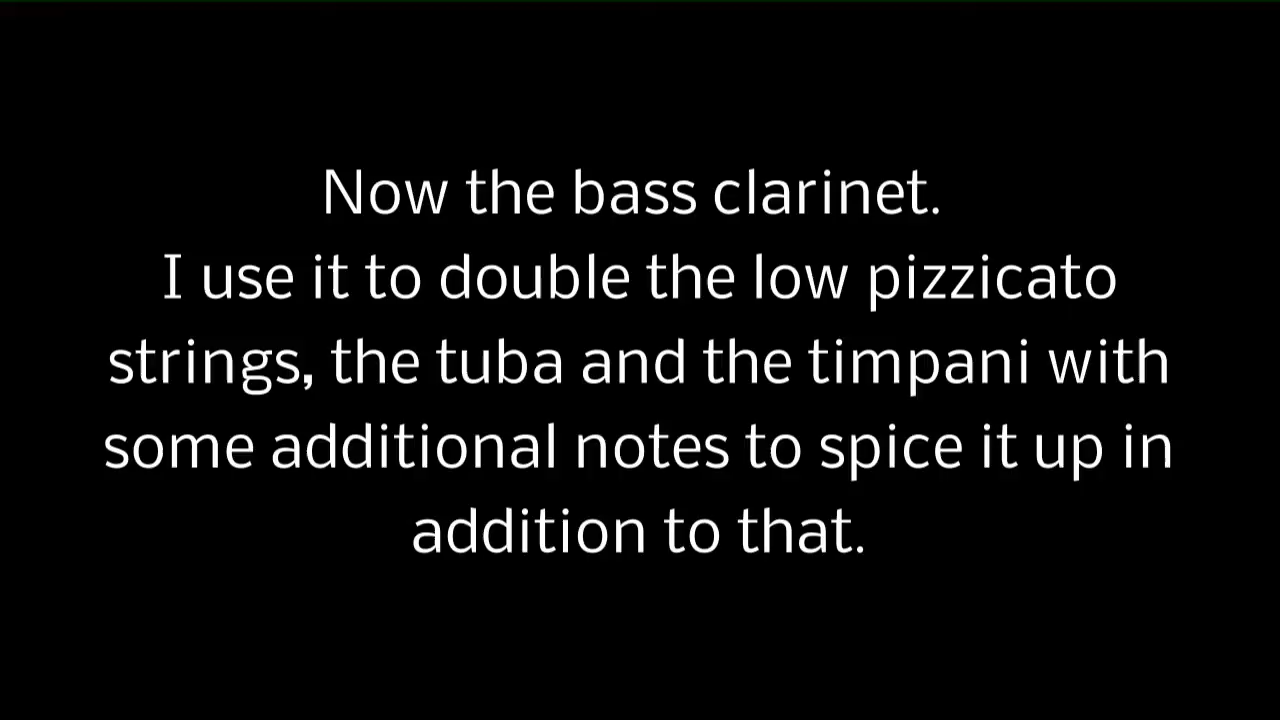 Now the bass clarinet.
I use it to double the low pizzicato
strings, the tuba and the timpani with
some additional notes to spice it up in
addition to that.